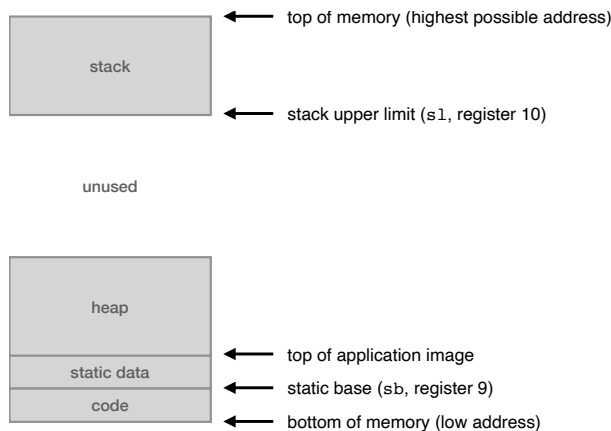 top of memory (highest possible address)
stack
stack upper limit (sl, register 10)
unused
heap
top of application image
static data
static base (sb, register 9)
code
bottom of memory (low address)